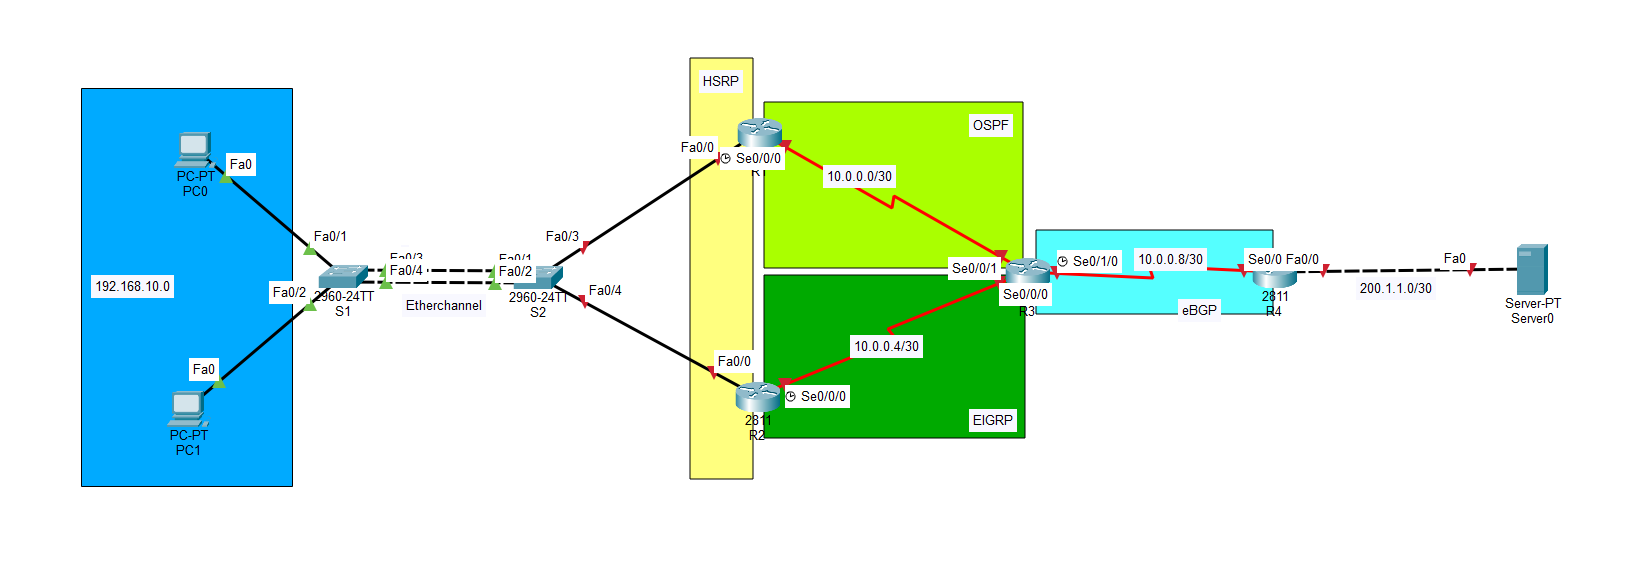 HSRP
OSPF
Fa0/0
Se0/0/0
R1
Fa0
PC-PT
PC0
10.0.0.0/30
Fa0/1
Fa0/3
Fa0/4
Fa0/1
Fa0/2
Fa0/3
192.168.10.0
Fa0/2
2960-24TT
S1
Etherchannel
2960-24TT
S2
Fa0/4
Se0/0/1
Se0/0/0
R3
Se0/1/0
10.0.0.8/30
Se0/0
Fa0/0
2811
R4
eBGP
Fa0
200.1.1.0/30
Server-PT
Server0
10.0.0.4/30
Fa0
PC-PT
PC1
Fa0/0
Se0/0/0
2811
R2
EIGRP